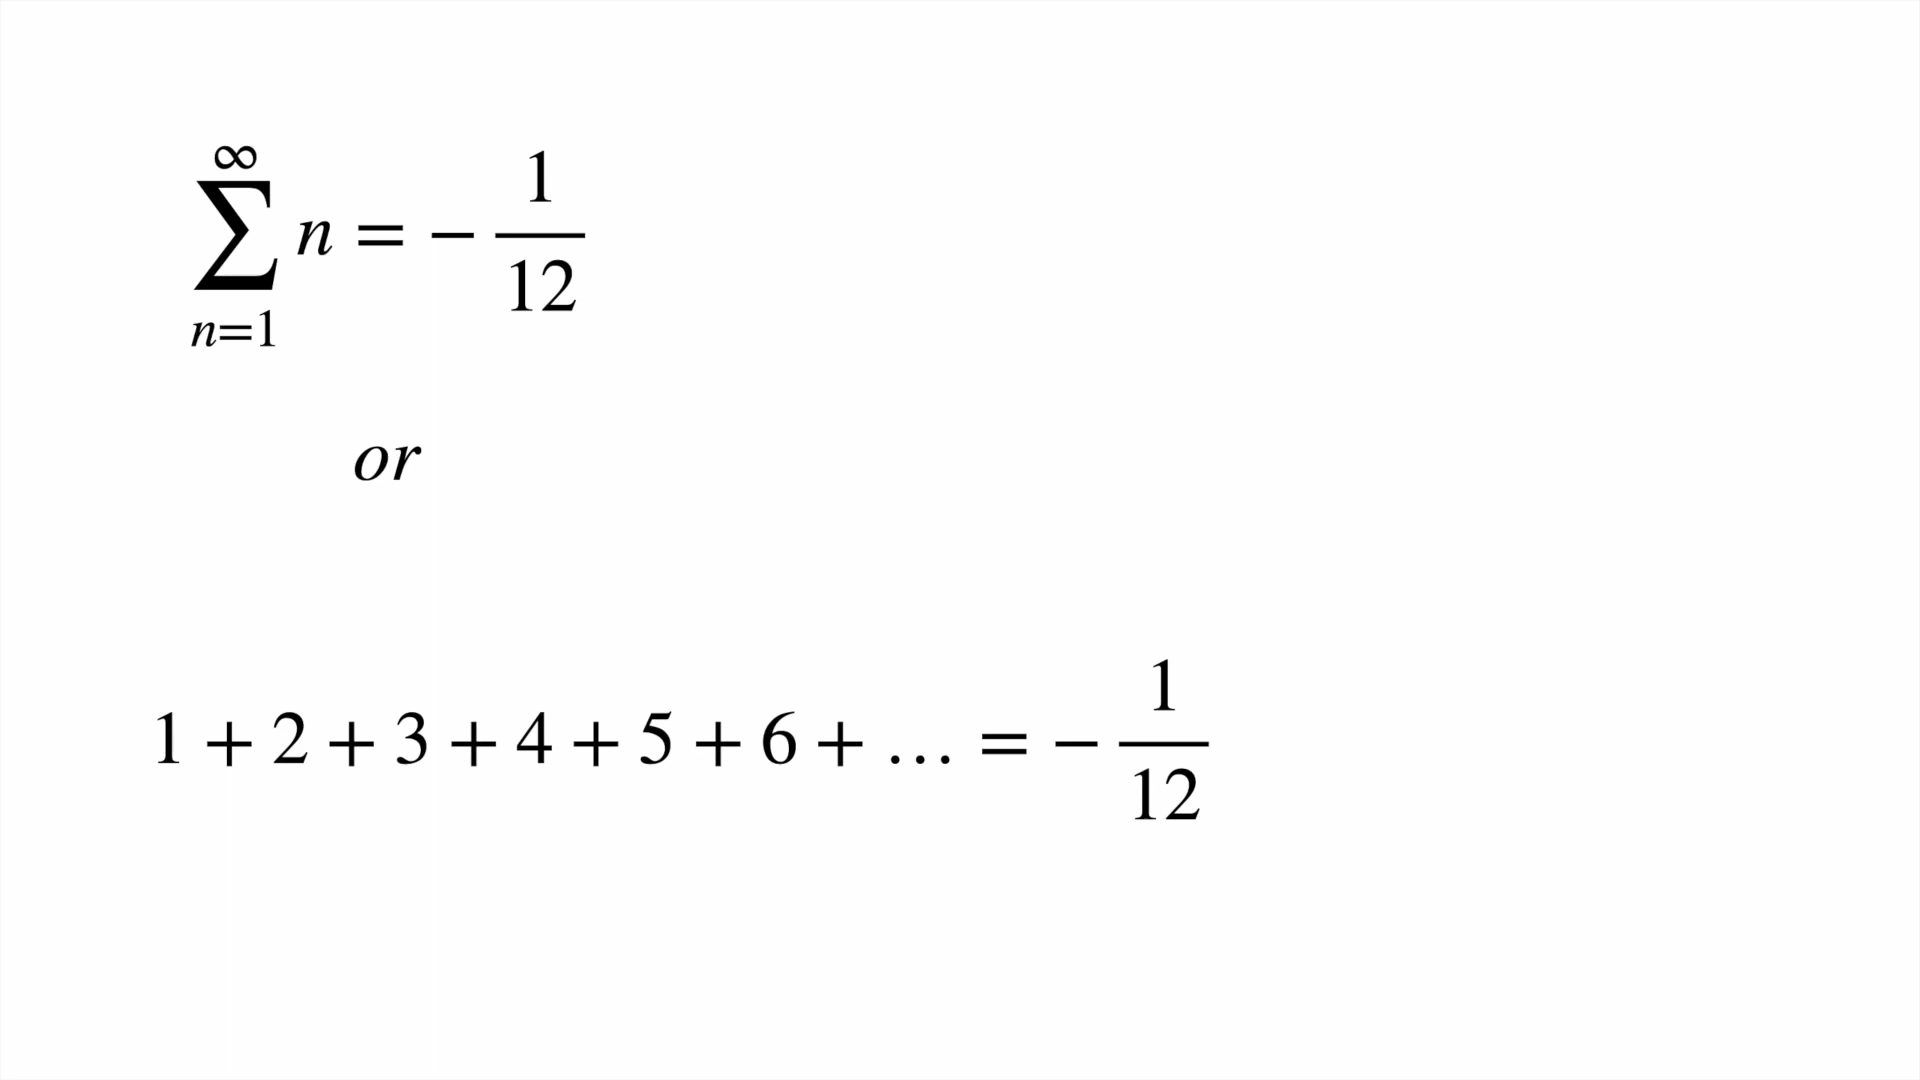 ∞
∑ n = − 1/12
n=1
or
1 + 2 + 3 + 4 + 5 + 6 + … = − 1/12